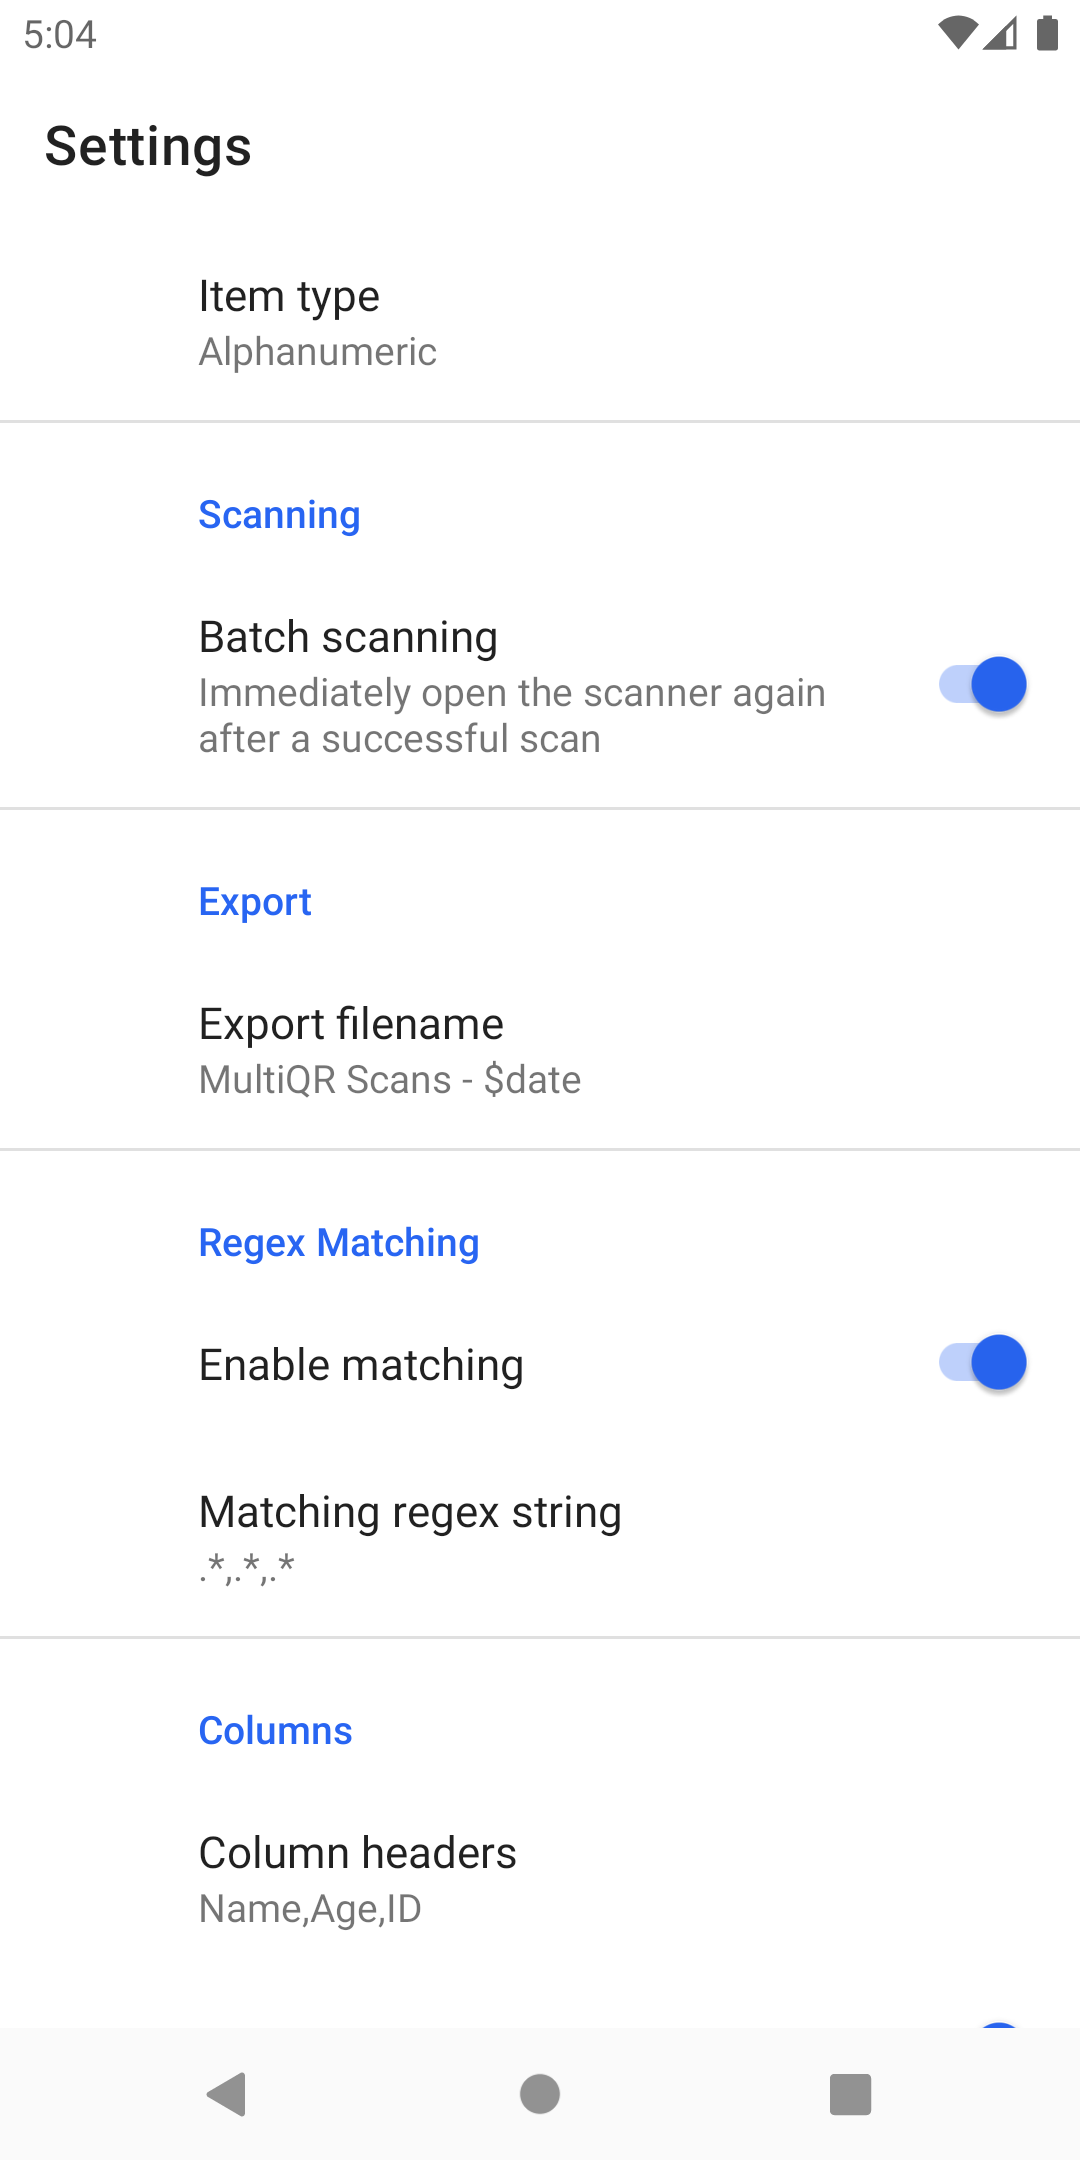 5:04
Settings
Item type
Alphanumeric
Scanning
Batch scanning
Immediately open the scanner again
after a successful scan
Export
Export filename
MultiQR Scans - $date
Regex Matching
Enable matching
Matching regex string
.*,.*,.*
Columns
Column headers
Name,Age,ID